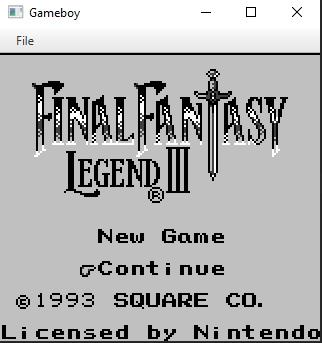 Gameboy
File
FINAL FANTASY
LEGEND III
®
New Game
Continue
©1993 SQUARE CO.
Licensed by Nintendo